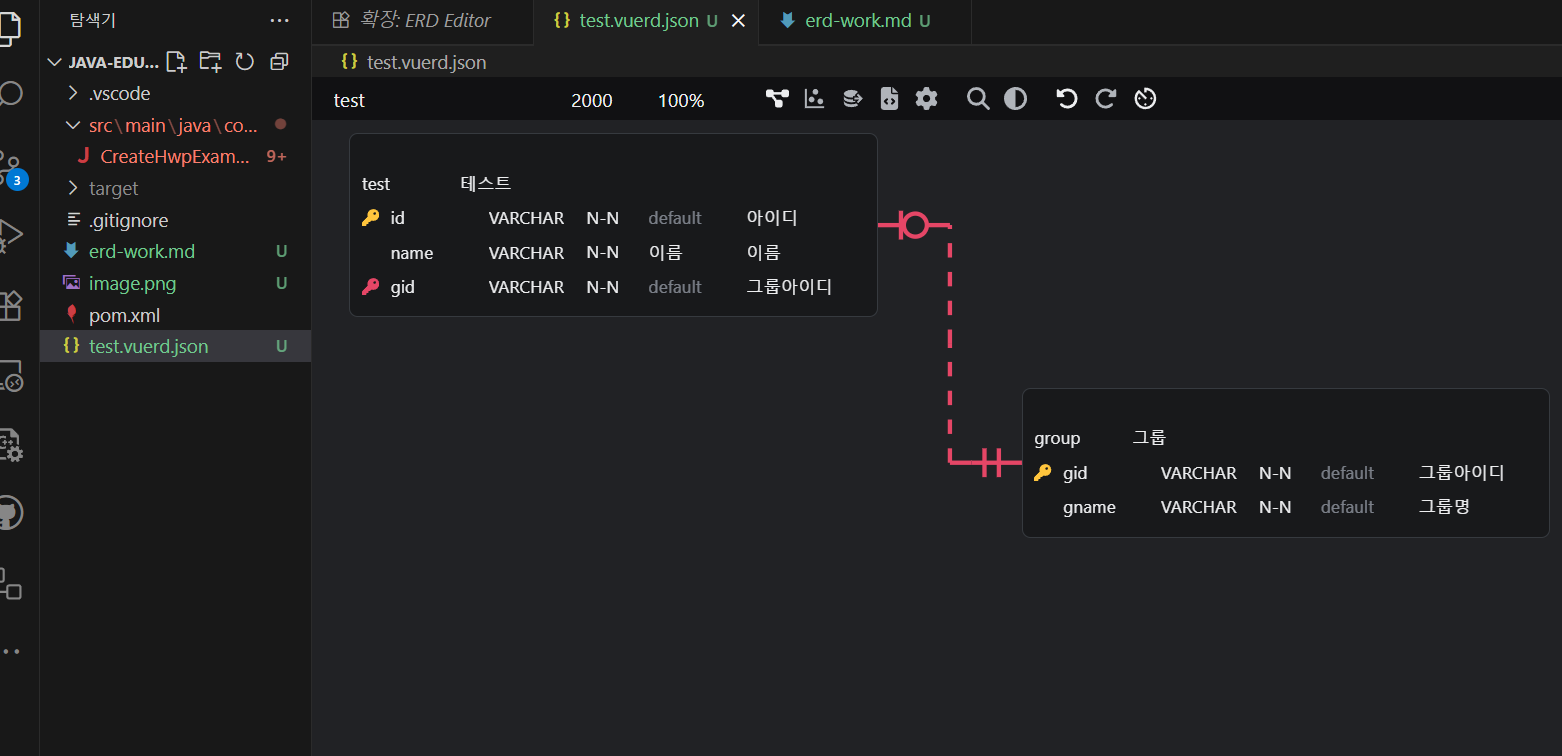 탐색기
JAVA-EDU...
.vscode
src\main\java\co...
CreateHwpExam... 9+
target
.gitignore
erd-work.md U
image.png U
pom.xml
test.vuerd.json U
3
확장: ERD Editor
test.vuerd.json U
erd-work.md U
test.vuerd.json
test 2000 100%
test 테스트
id VARCHAR N-N default 아이디
name VARCHAR N-N 이름 이름
gid VARCHAR N-N default 그룹아이디
group 그룹
gid VARCHAR N-N default 그룹아이디
gname VARCHAR N-N default 그룹명